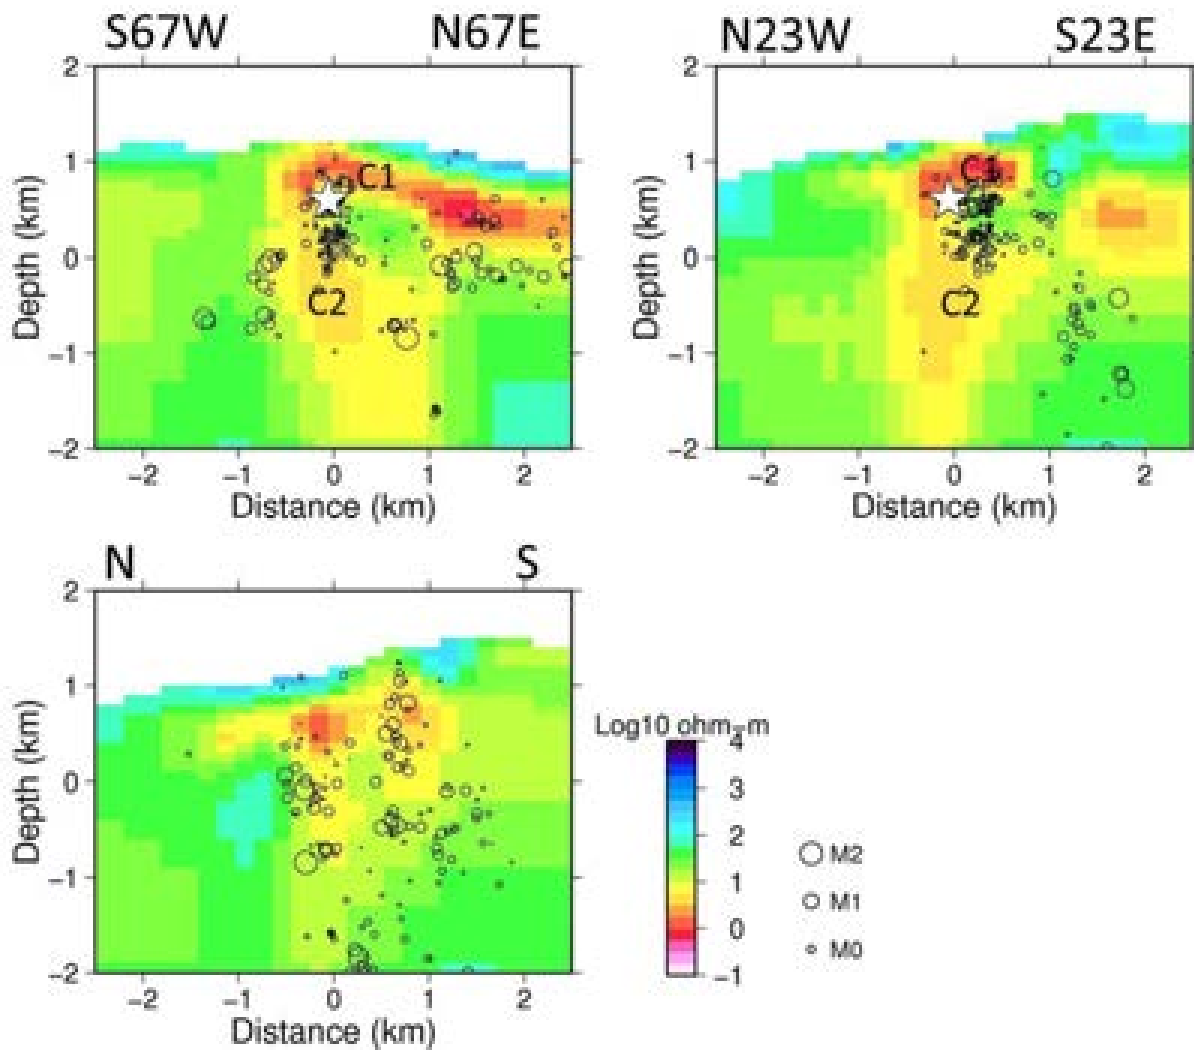 S67W N67E
2
1
0
−1
−2
Depth (km)
C1
C2
−2 −1 0 1 2
Distance (km)
N23W S23E
2
1
0
−1
−2
Depth (km)
C1
C2
−2 −1 0 1 2
Distance (km)
N S
2
1
0
−1
−2
Depth (km)
−2 −1 0 1 2
Distance (km)
Log10 ohm-m
4
3
2
1
0
−1
M2
M1
M0